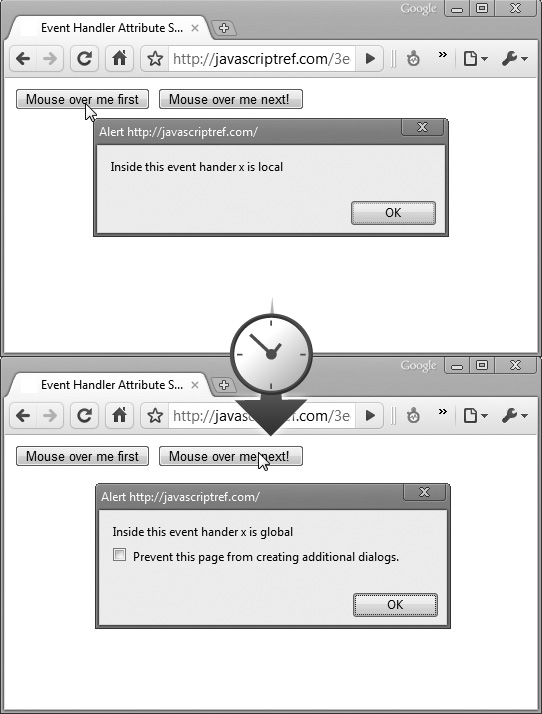 Google
Event Handler Attribute S...
http://javascriptref.com/3e
Mouse over me first
Mouse over me next!
Alert http://javascriptref.com/
Inside this event hander x is local
OK
Google
Event Handler Attribute S...
http://javascriptref.com/3e
Mouse over me first
Mouse over me next!
Alert http://javascriptref.com/
Inside this event hander x is global
Prevent this page from creating additional dialogs.
OK